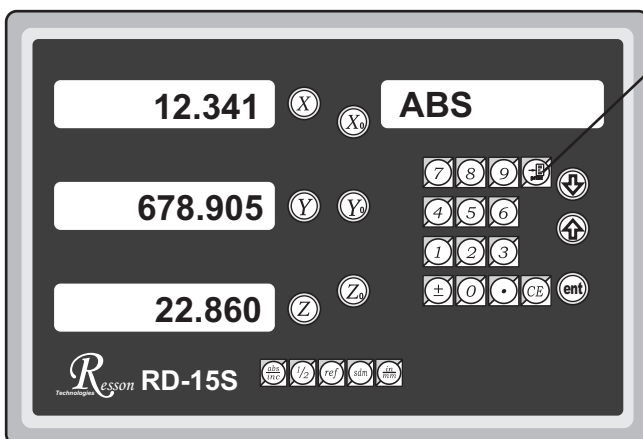 12.341 X X₀ ABS
7 8 9
678.905 Y Y₀ 4 5 6
1 2 3
22.860 Z Z₀ ± 0 • CE ent
Resson Technologies RD-15S abs/inc 1/2 ref sdm in/mm